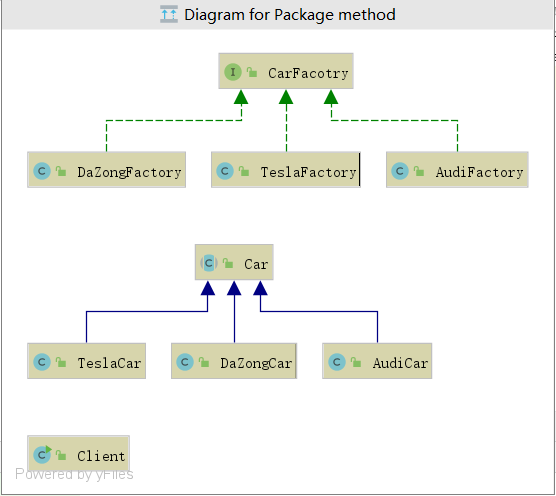 Diagram for Package method
I CarFacotry
C DaZongFactory
C TeslaFactory
C AudiFactory
C Car
C TeslaCar
C DaZongCar
C AudiCar
C Client
Powered by yFiles